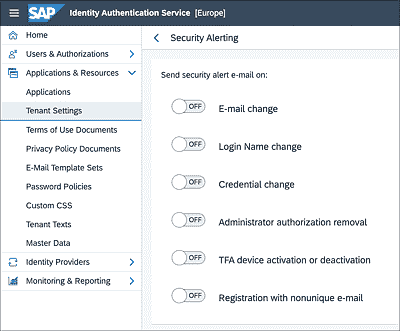 SAP Identity Authentication Service [Europe]
Home
Users & Authorizations
Applications & Resources
Applications
Tenant Settings
Terms of Use Documents
Privacy Policy Documents
E-Mail Template Sets
Password Policies
Custom CSS
Tenant Texts
Master Data
Identity Providers
Monitoring & Reporting
Security Alerting
Send security alert e-mail on:
OFF E-mail change
OFF Login Name change
OFF Credential change
OFF Administrator authorization removal
OFF TFA device activation or deactivation
OFF Registration with nonunique e-mail